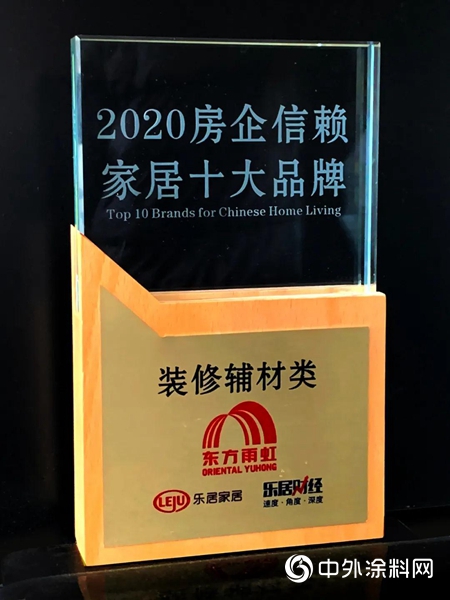 2020房企信赖
家居十大品牌
Top 10 Brands for Chinese Home Living
装修辅材类
东方雨虹
ORIENTAL YUHONG
LEJU 乐居家居
乐居财经
速度·角度·深度
中外涂料网